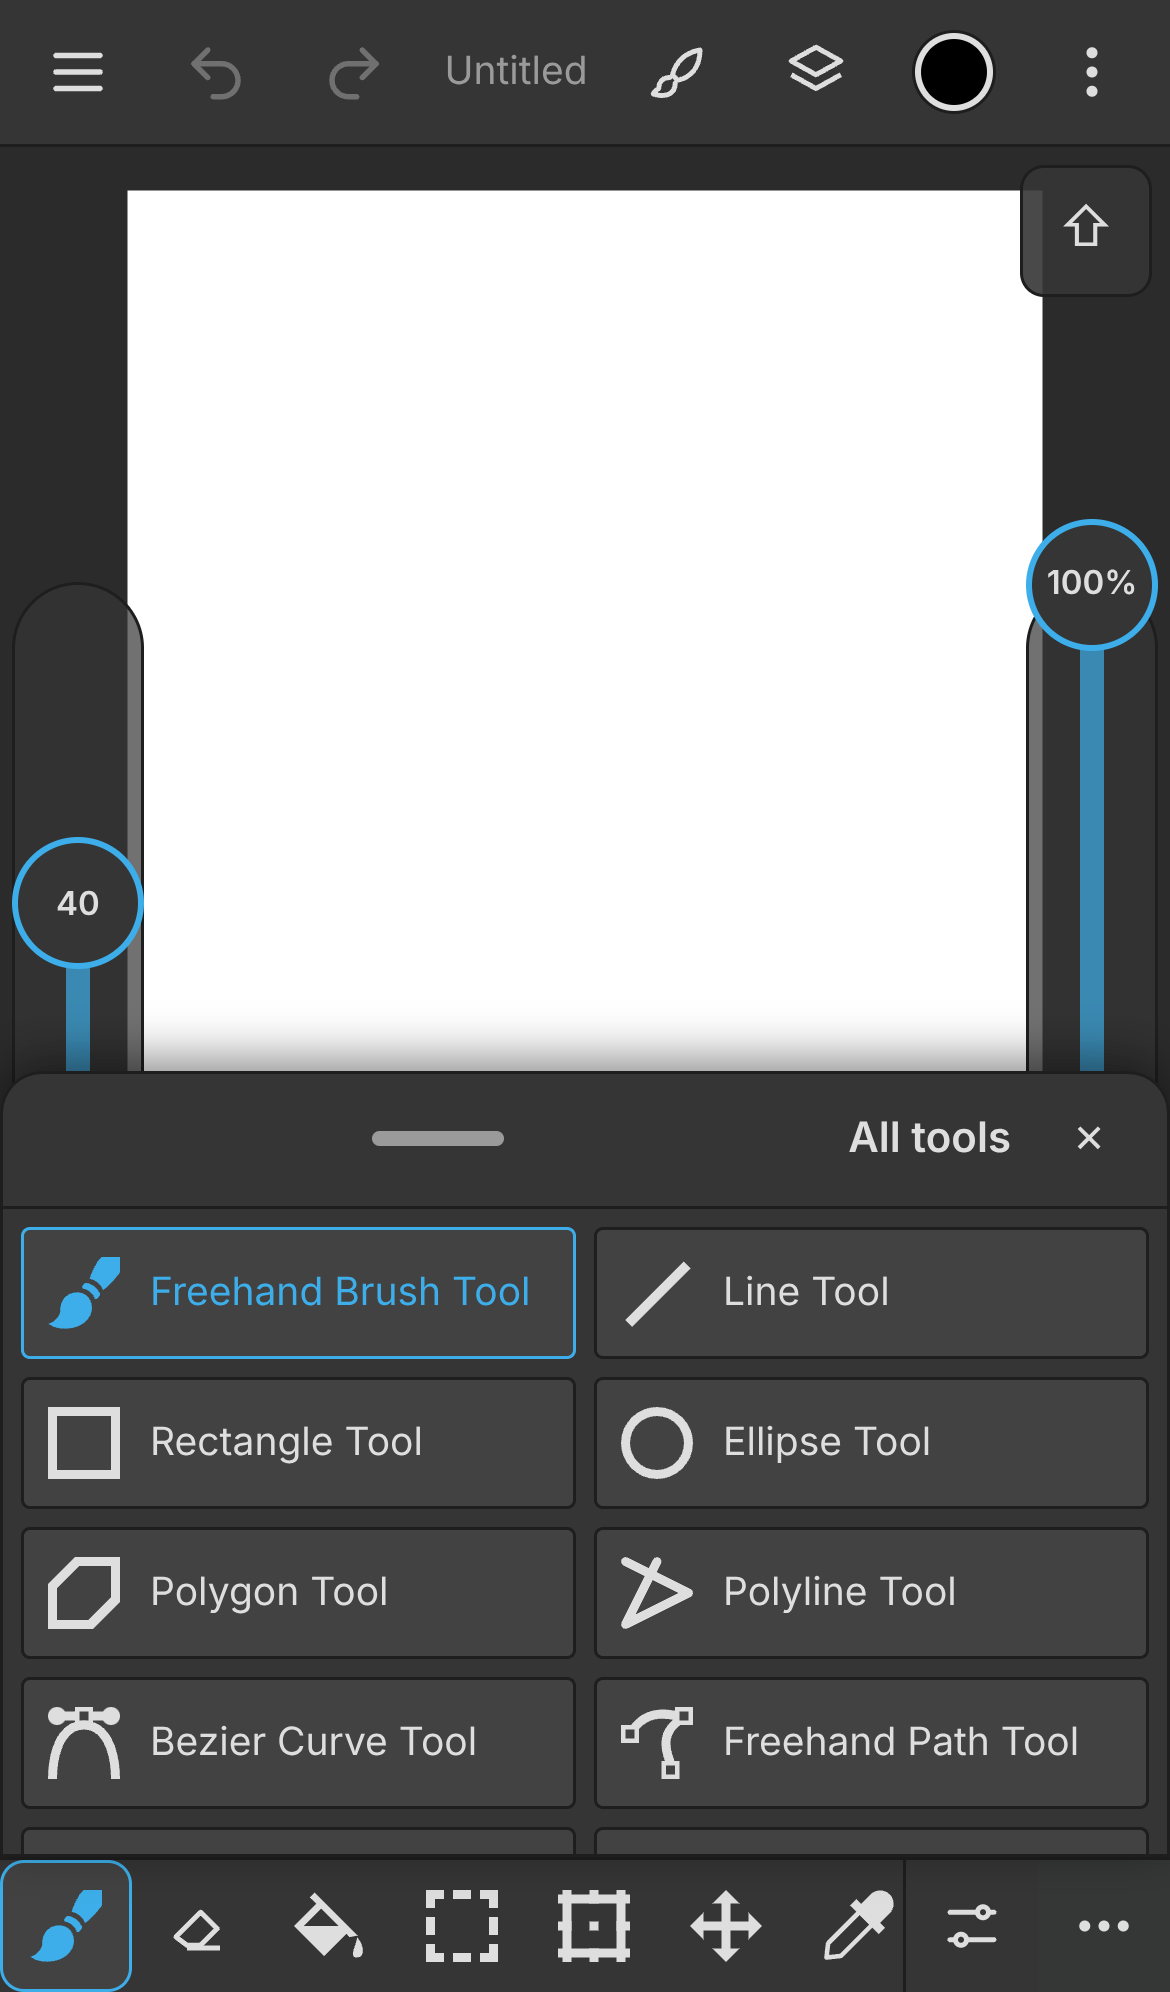 Untitled
100%
40
All tools
Freehand Brush Tool
Line Tool
Rectangle Tool
Ellipse Tool
Polygon Tool
Polyline Tool
Bezier Curve Tool
Freehand Path Tool